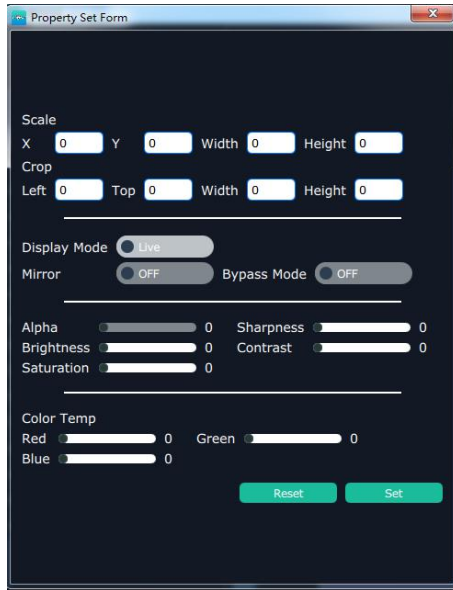 Property Set Form
Scale
X 0 Y 0 Width 0 Height 0
Crop
Left 0 Top 0 Width 0 Height 0
Display Mode Live
Mirror OFF Bypass Mode OFF
Alpha 0 Sharpness 0
Brightness 0 Contrast 0
Saturation 0
Color Temp
Red 0 Green 0
Blue 0
Reset Set